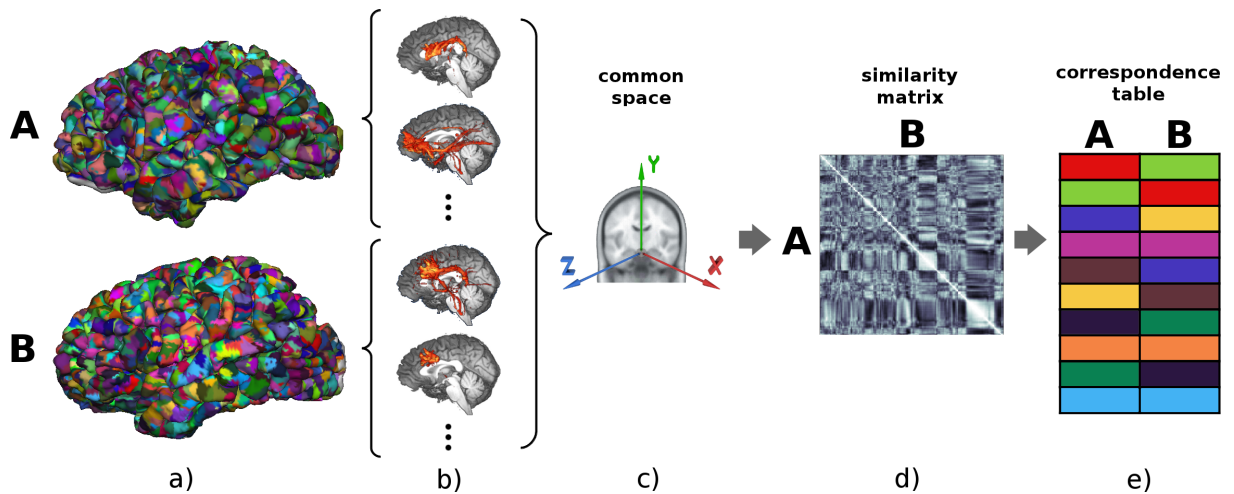 A
B
common
space
Y
Z
X
similarity
matrix
B
A
correspondence
table
A B
a)
b)
c)
d)
e)